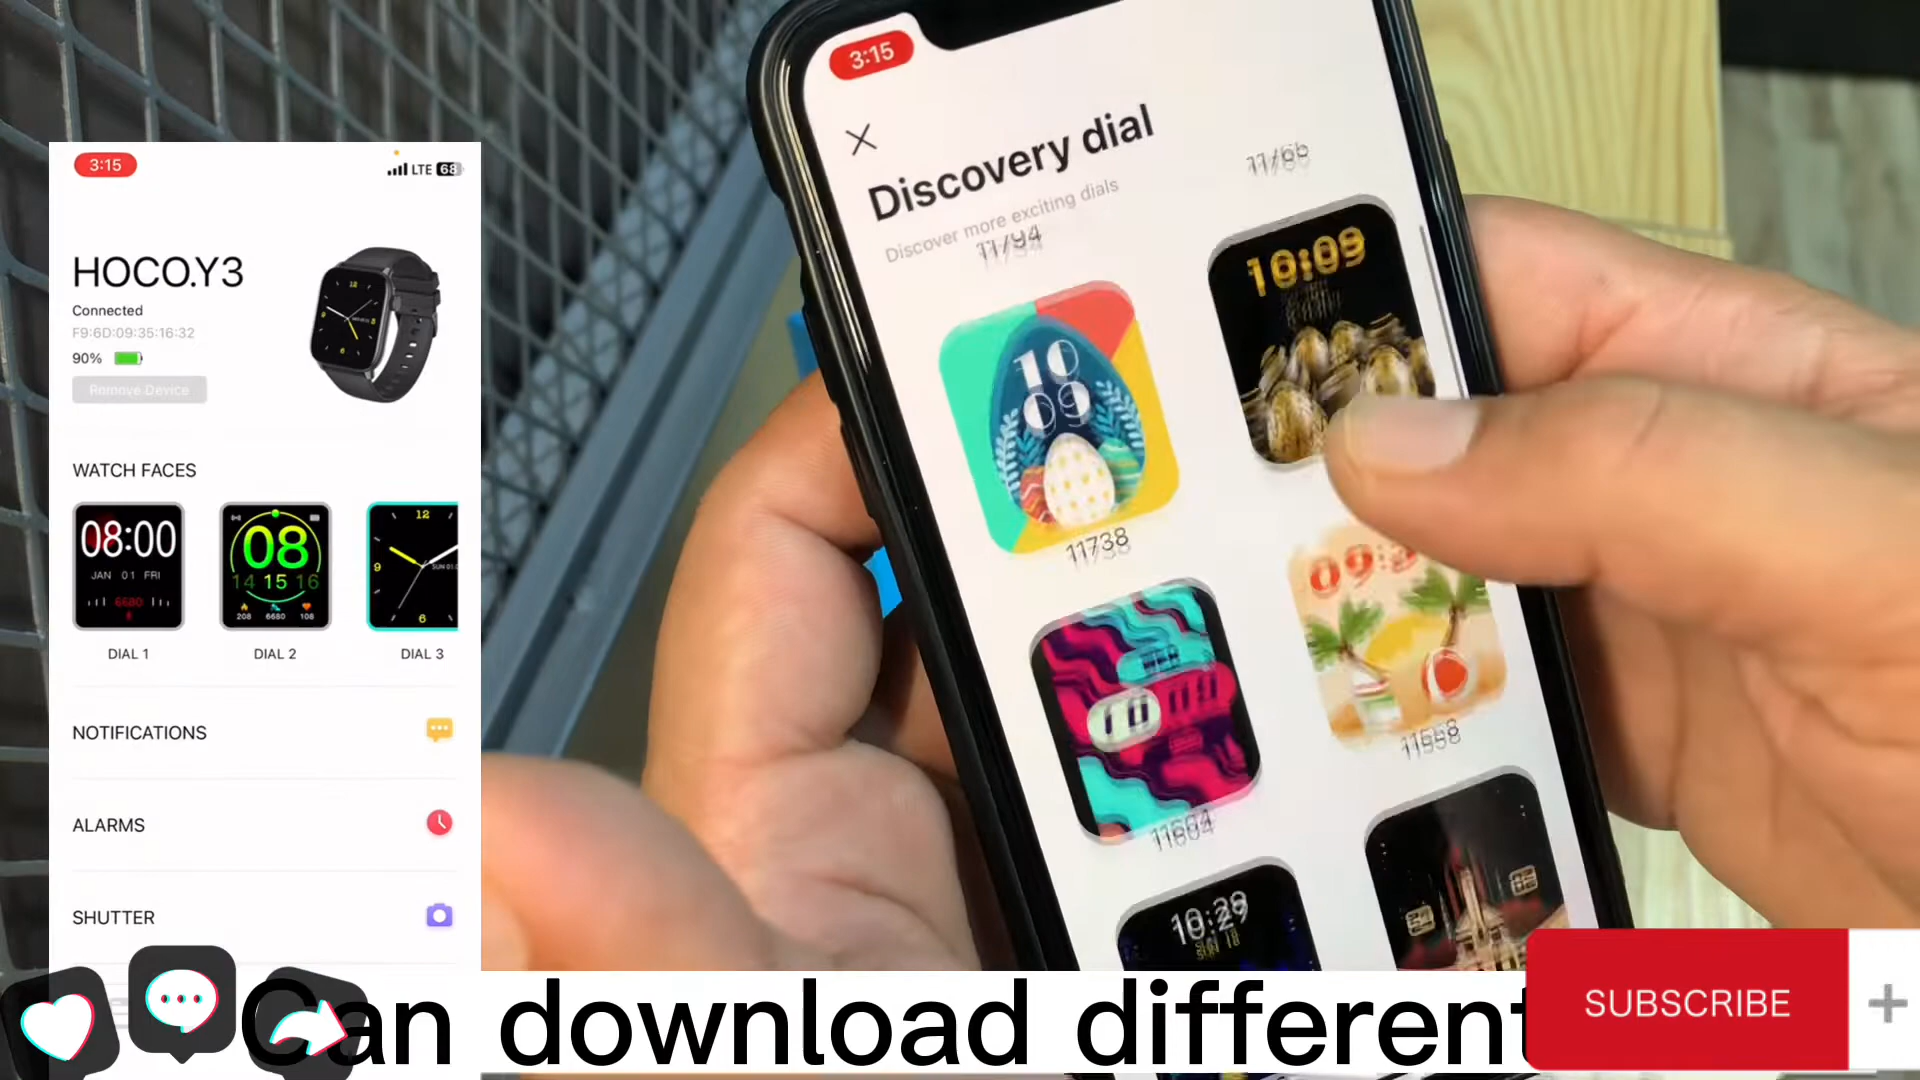 3:15
LTE 68
HOCO.Y3
Connected
F9:6D:09:35:16:32
90%
Remove Device
WATCH FACES
08:00
JAN 01 FRI
6680
08
14 15 16
208 6680 108
12
9
6
DIAL 1
DIAL 2
DIAL 3
NOTIFICATIONS
ALARMS
SHUTTER
3:15
Discovery dial
Discover more exciting dials
11794
10:09
10
09
11738
11558
10:29
Can download different
SUBSCRIBE